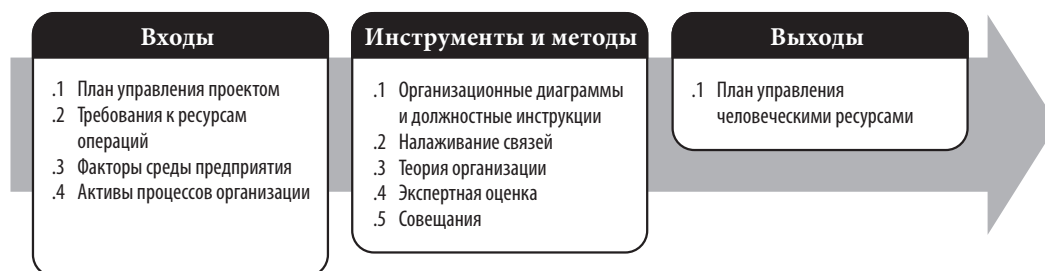 Входы
.1 План управления проектом
.2 Требования к ресурсам
операций
.3 Факторы среды предприятия
.4 Активы процессов организации
Инструменты и методы
.1 Организационные диаграммы
и должностные инструкции
.2 Налаживание связей
.3 Теория организации
.4 Экспертная оценка
.5 Совещания
Выходы
.1 План управления
человеческими ресурсами